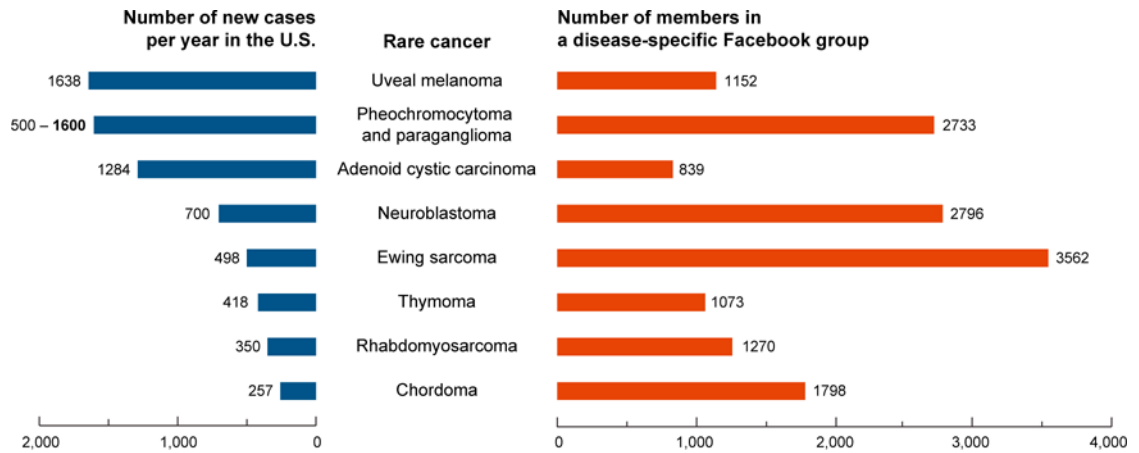 Number of new cases
per year in the U.S.
Rare cancer
Number of members in
a disease-specific Facebook group
1638
Uveal melanoma
1152
500 – 1600
Pheochromocytoma
and paraganglioma
2733
1284
Adenoid cystic carcinoma
839
700
Neuroblastoma
2796
498
Ewing sarcoma
3562
418
Thymoma
1073
350
Rhabdomyosarcoma
1270
257
Chordoma
1798
2,000
1,000
0
0
1,000
2,000
3,000
4,000